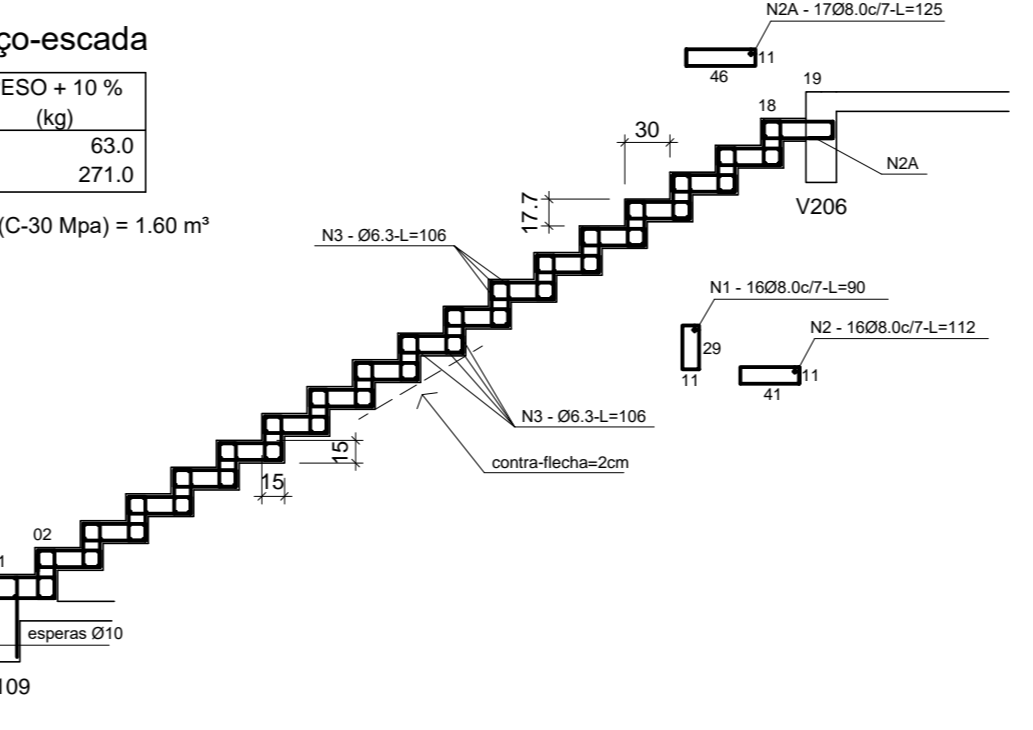 ço-escada
ESO + 10 %
(kg)
63.0
271.0
(C-30 Mpa) = 1.60 m³
N2A - 17Ø8.0c/7-L=125
11
46
19
18
30
N2A
V206
17.7
N3 - Ø6.3-L=106
N1 - 16Ø8.0c/7-L=90
29
11
N2 - 16Ø8.0c/7-L=112
11
41
N3 - Ø6.3-L=106
contra-flecha=2cm
15
15
02
1
esperas Ø10
109